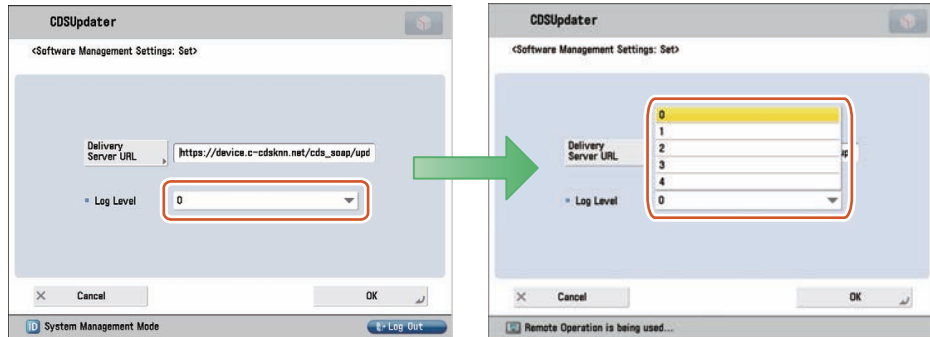 CDSUpdater
<Software Management Settings: Set>
Delivery
Server URL
https://device.c-cdsknn.net/cds_soap/upd
Log Level
0
Cancel
OK
ID System Management Mode
Log Out
CDSUpdater
<Software Management Settings: Set>
0
1
2
3
4
Delivery
Server URL
up
Log Level
0
Cancel
OK
Remote Operation is being used...